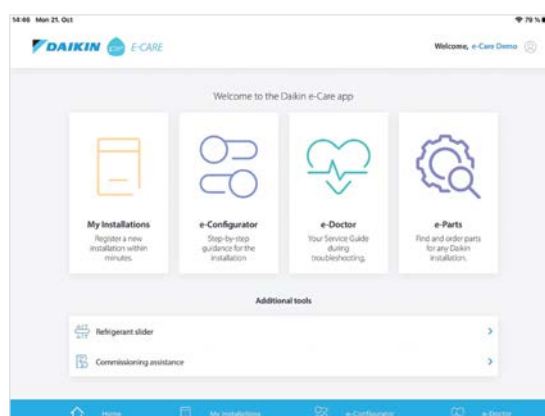 14:46 Mon 21. Oct
79 %
DAIKIN
E-CARE
Welcome, e-Care Demo
Welcome to the Daikin e-Care app
My Installations
Register a new
installation within
minutes.
e-Configurator
Step-by-step
guidance for the
installation
e-Doctor
Your Service Guide
during
troubleshooting.
e-Parts
Find and order parts
for any Daikin
installation.
Additional tools
Refrigerant slider
Commissioning assistance
Home
My Installations
e-Configurator
e-Doctor